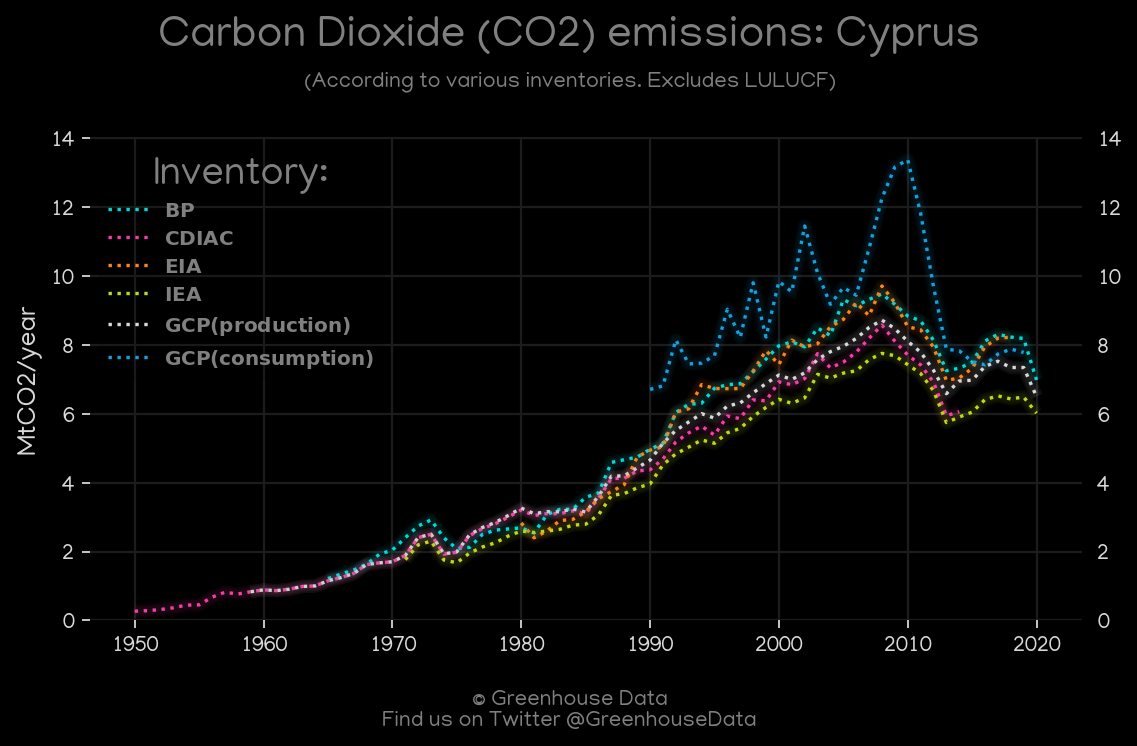 Carbon Dioxide (CO2) emissions: Cyprus
(According to various inventories. Excludes LULUCF)
14
12
10
8
6
4
2
0
MtCO2/year
Inventory:
BP
CDIAC
EIA
IEA
GCP(production)
GCP(consumption)
14
12
10
8
6
4
2
0
1950 1960 1970 1980 1990 2000 2010 2020
© Greenhouse Data
Find us on Twitter @GreenhouseData